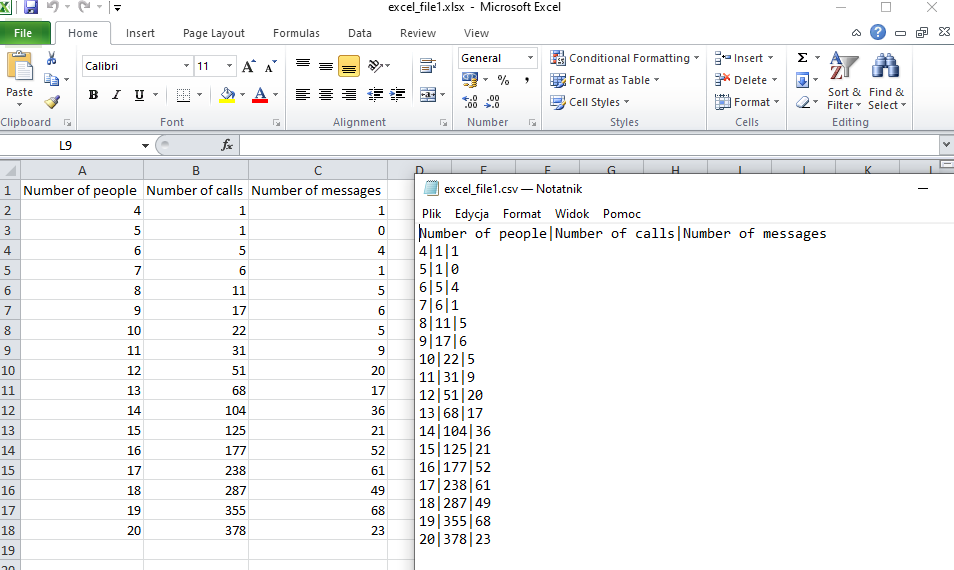 excel_file1.xlsx - Microsoft Excel
File Home Insert Page Layout Formulas Data Review View
Paste
Calibri 11
General
Conditional Formatting
Format as Table
Cell Styles
Insert
Delete
Format
Sort & Filter
Find & Select
Clipboard Font Alignment Number Styles Cells Editing
L9 fx
A B C D E F G H I J K L
1 Number of people Number of calls Number of messages
2 4 1 1
3 5 1 0
4 6 5 4
5 7 6 1
6 8 11 5
7 9 17 6
8 10 22 5
9 11 31 9
10 12 51 20
11 13 68 17
12 14 104 36
13 15 125 21
14 16 177 52
15 17 238 61
16 18 287 49
17 19 355 68
18 20 378 23
19
20
excel_file1.csv — Notatnik
Plik Edycja Format Widok Pomoc
Number of people|Number of calls|Number of messages
4|1|1
5|1|0
6|5|4
7|6|1
8|11|5
9|17|6
10|22|5
11|31|9
12|51|20
13|68|17
14|104|36
15|125|21
16|177|52
17|238|61
18|287|49
19|355|68
20|378|23